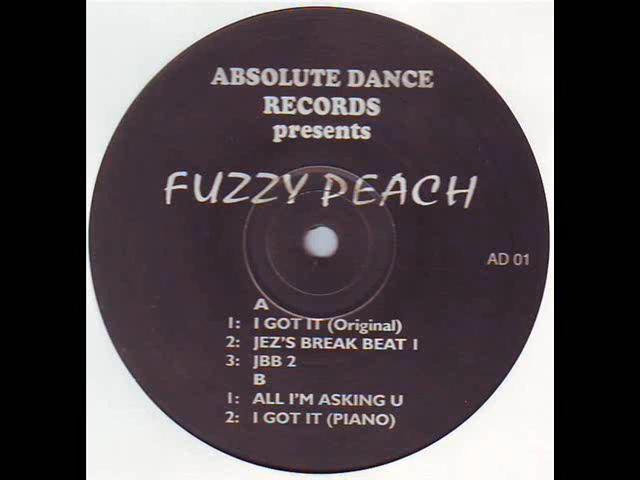 ABSOLUTE DANCE
RECORDS
presents
FUZZY PEACH
AD 01
A
1: I GOT IT (Original)
2: JEZ'S BREAK BEAT 1
3: JBB 2
B
1: ALL I'M ASKING U
2: I GOT IT (PIANO)